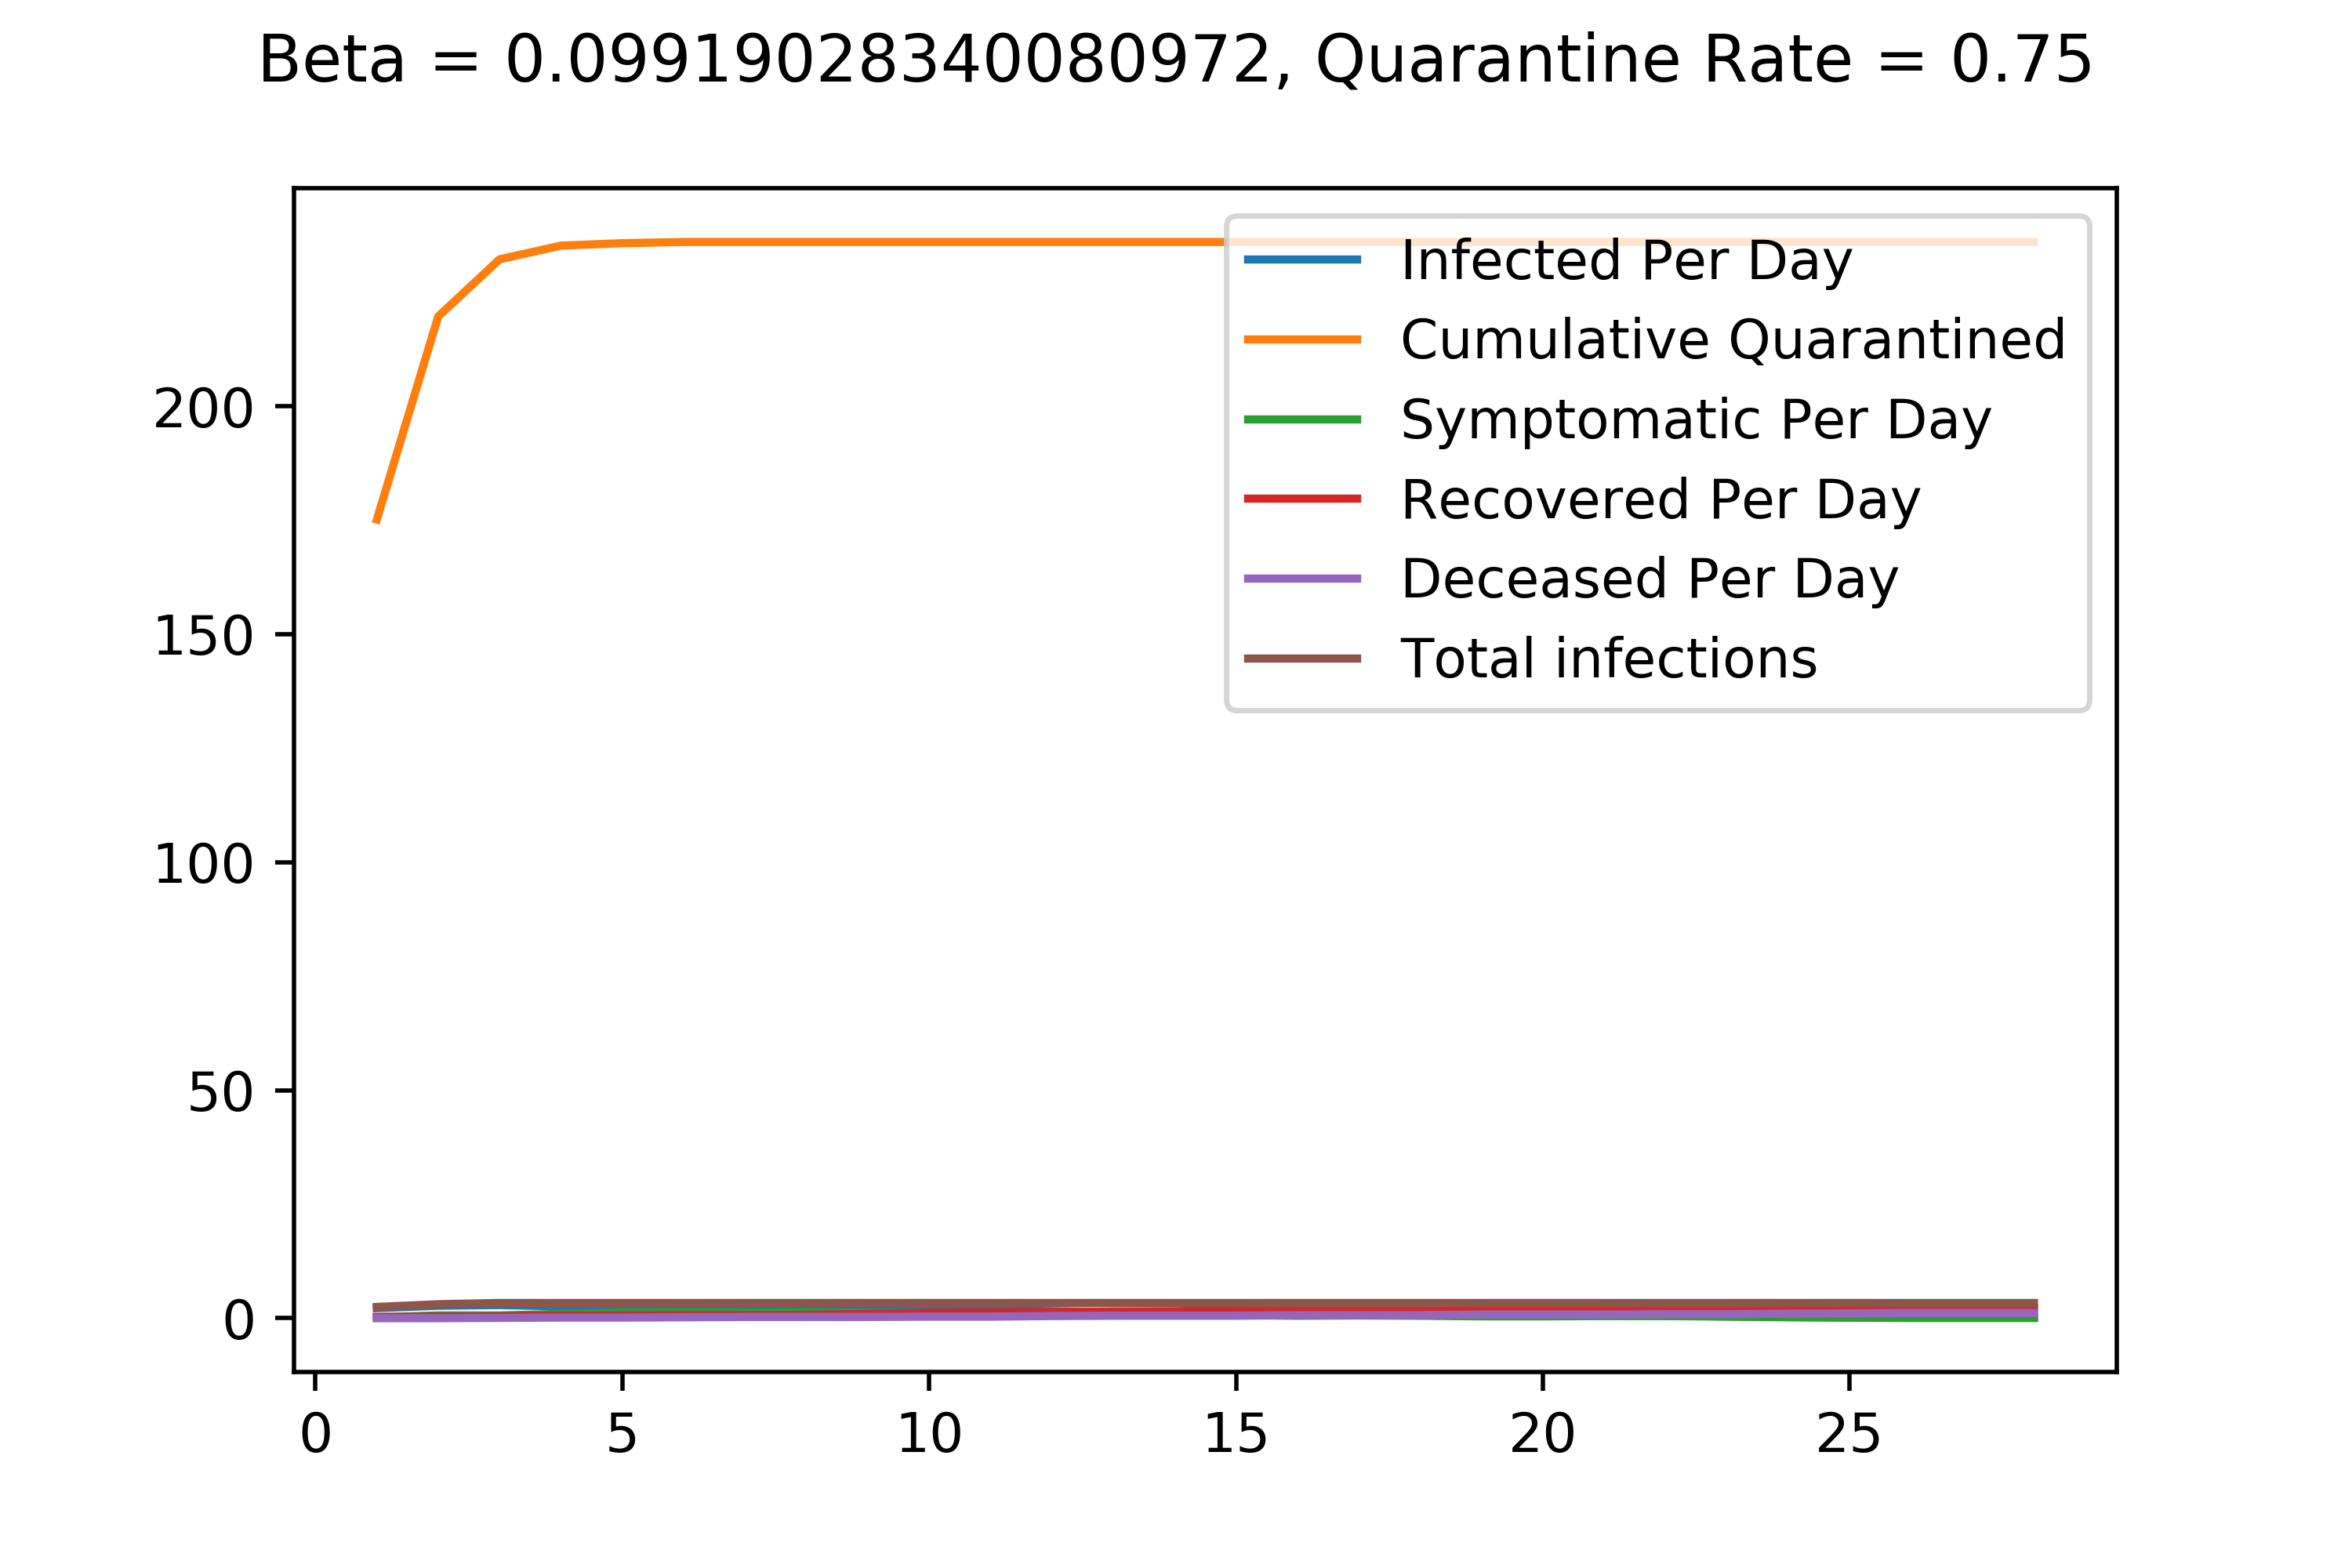 Beta = 0.09919028340080972, Quarantine Rate = 0.75
Infected Per Day
Cumulative Quarantined
Symptomatic Per Day
Recovered Per Day
Deceased Per Day
Total infections
200
150
100
50
0
0 5 10 15 20 25